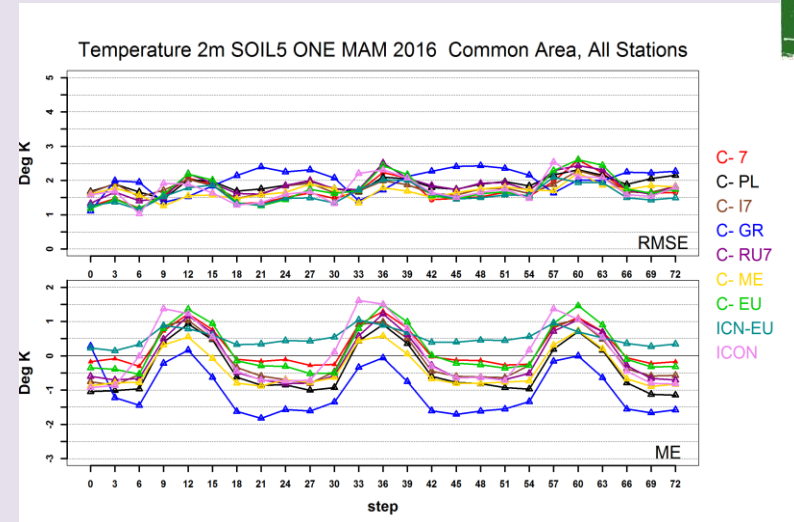 Temperature 2m SOIL5 ONE MAM 2016 Common Area, All Stations
Deg K
5
4
3
2
1
0
RMSE
0 3 6 9 12 15 18 21 24 27 30 33 36 39 42 45 48 51 54 57 60 63 66 69 72
Deg K
2
1
0
-1
-2
-3
ME
0 3 6 9 12 15 18 21 24 27 30 33 36 39 42 45 48 51 54 57 60 63 66 69 72
step
C- 7
C- PL
C- I7
C- GR
C- RU7
C- ME
C- EU
ICN-EU
ICON